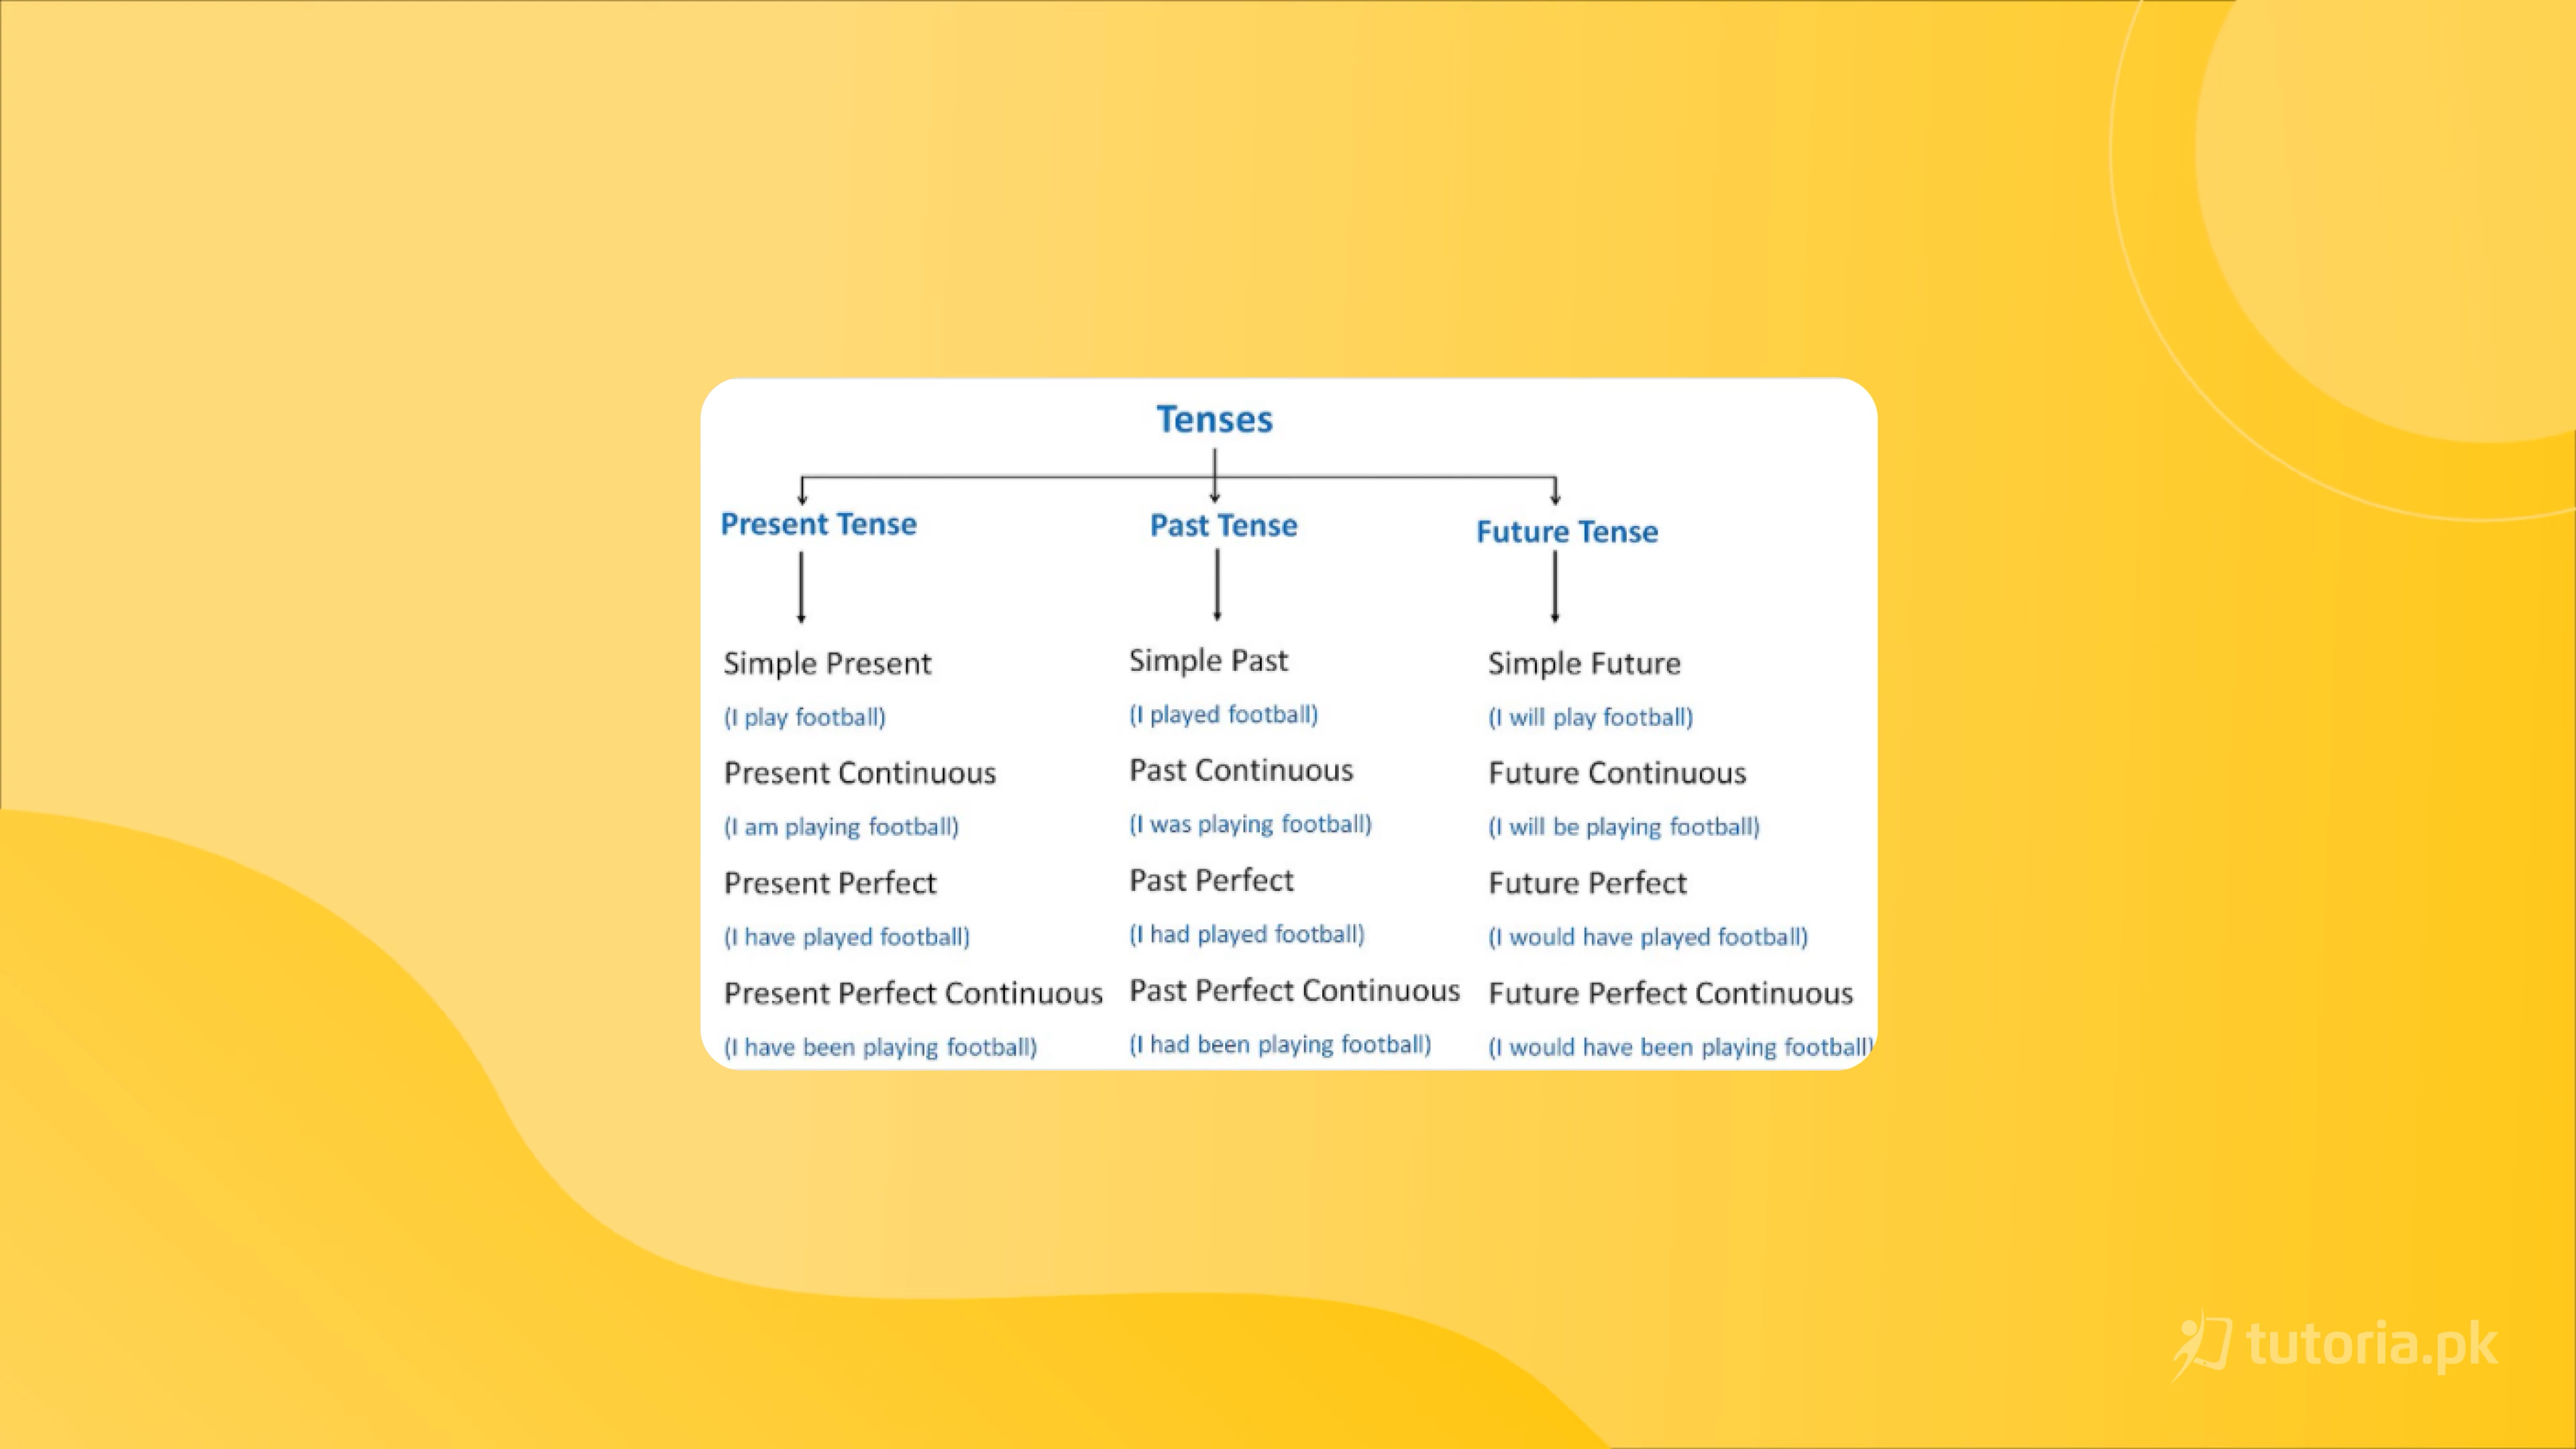 Tenses
Present Tense
Past Tense
Future Tense
Simple Present
(I play football)
Present Continuous
(I am playing football)
Present Perfect
(I have played football)
Present Perfect Continuous
(I have been playing football)
Simple Past
(I played football)
Past Continuous
(I was playing football)
Past Perfect
(I had played football)
Past Perfect Continuous
(I had been playing football)
Simple Future
(I will play football)
Future Continuous
(I will be playing football)
Future Perfect
(I would have played football)
Future Perfect Continuous
(I would have been playing football)
tutoria.pk